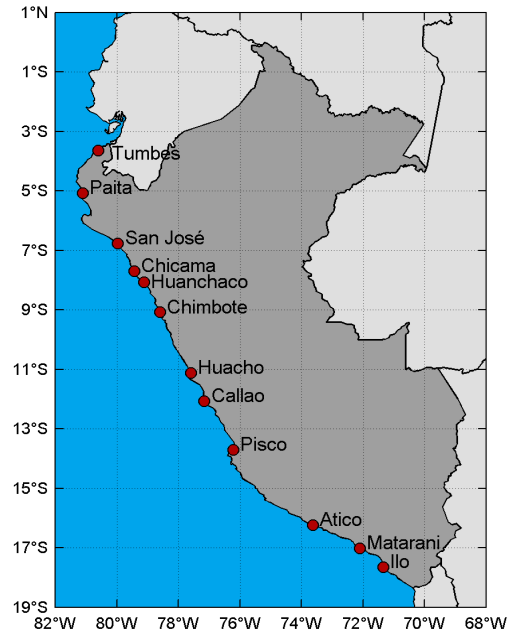 1°N
1°S
3°S
Tumbes
5°S
Paita
San José
7°S
Chicama
Huanchaco
9°S
Chimbote
11°S
Huacho
Callao
13°S
Pisco
15°S
Atico
17°S
Matarani
Ilo
19°S
82°W 80°W 78°W 76°W 74°W 72°W 70°W 68°W